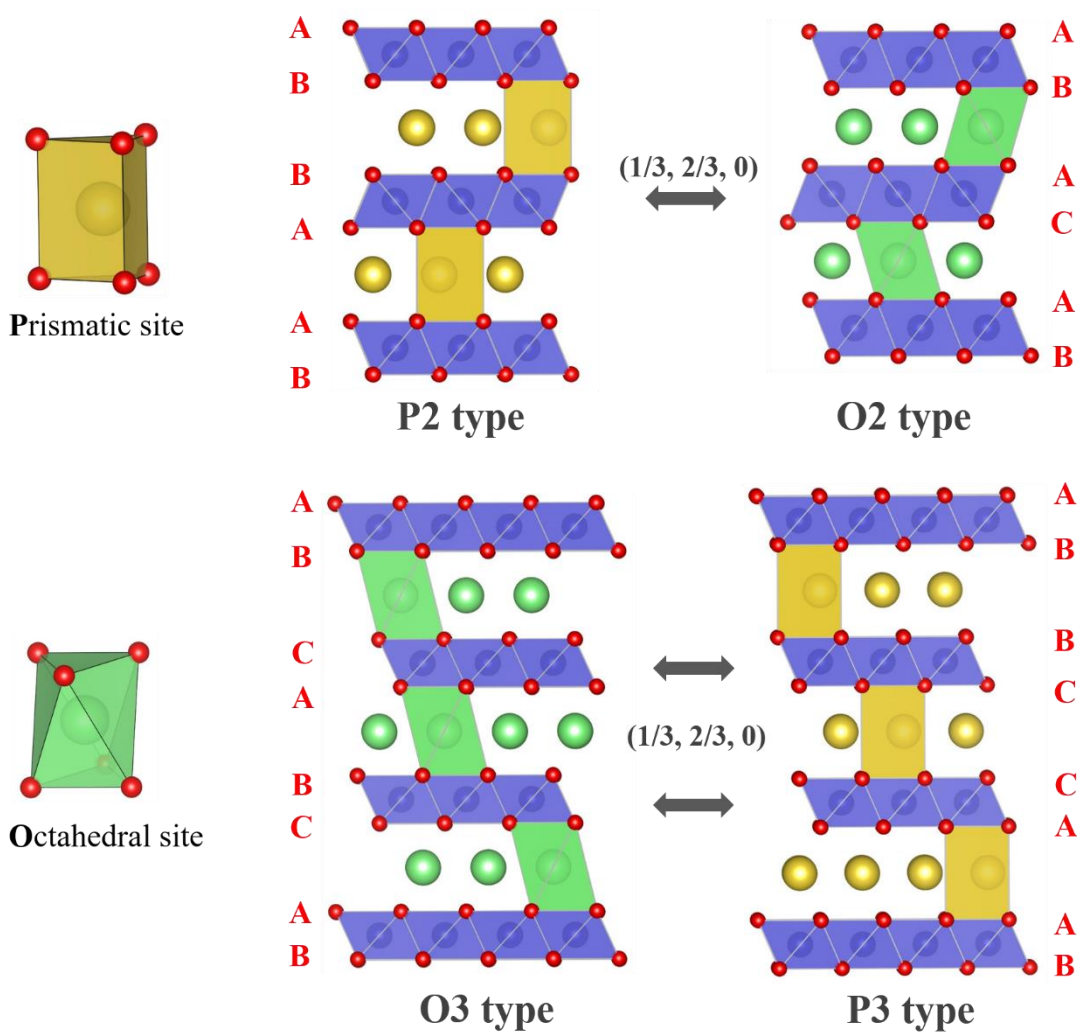 A
B
B
A
A
B
Prismatic site
P2 type
(1/3, 2/3, 0)
A
B
A
C
A
B
O2 type
A
B
C
A
B
C
A
B
Octahedral site
O3 type
(1/3, 2/3, 0)
A
B
B
C
C
A
A
B
P3 type